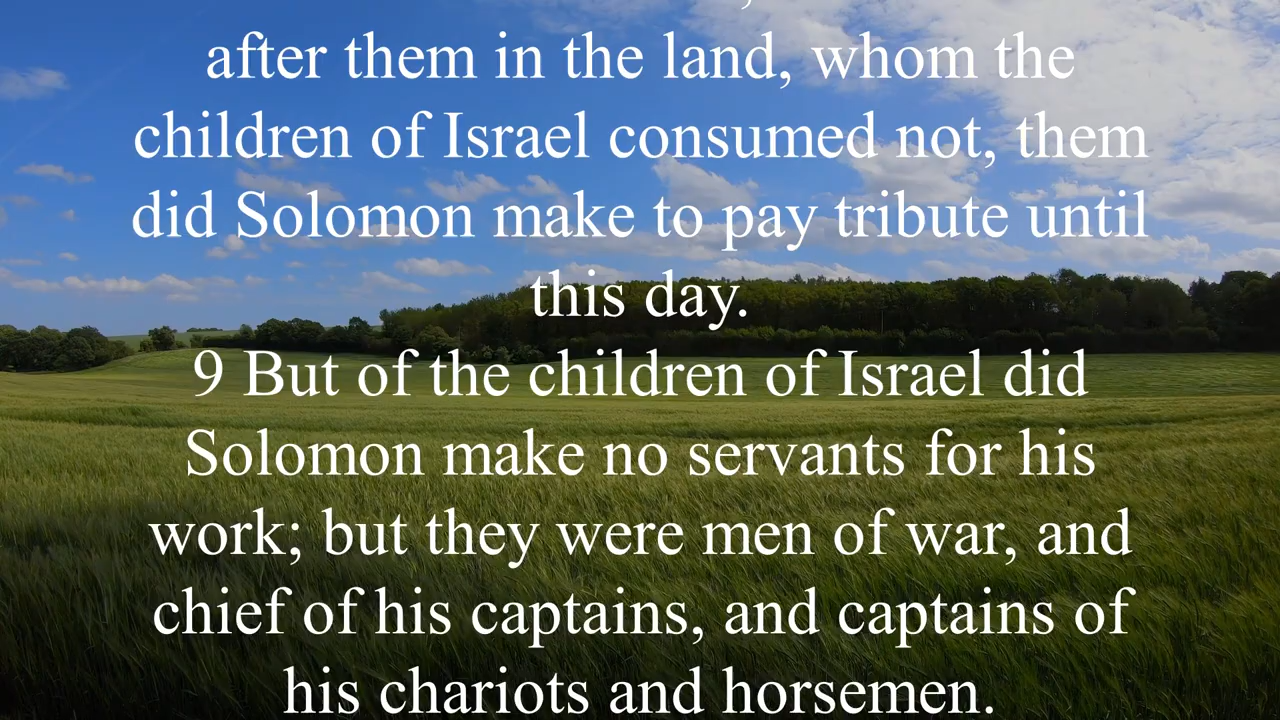 after them in the land, whom the
children of Israel consumed not, them
did Solomon make to pay tribute until
this day.
9 But of the children of Israel did
Solomon make no servants for his
work; but they were men of war, and
chief of his captains, and captains of
his chariots and horsemen.